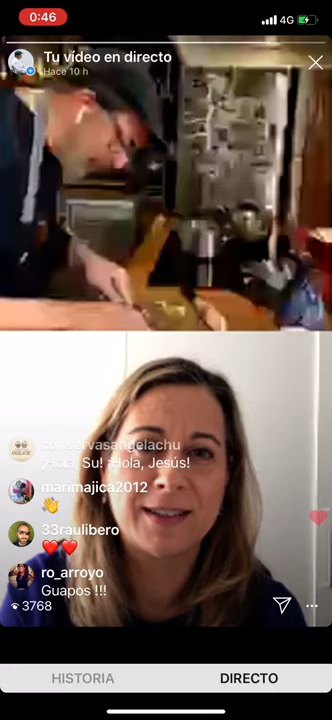 0:46
4G
Tu vídeo en directo
Hace 10 h
conservasangelachu
¡Hola, Su! ¡Hola, Jesús!
marimajica2012
👋
33raulibero
❤️❤️
ro_arroyo
Guapos !!!
3768
HISTORIA
DIRECTO